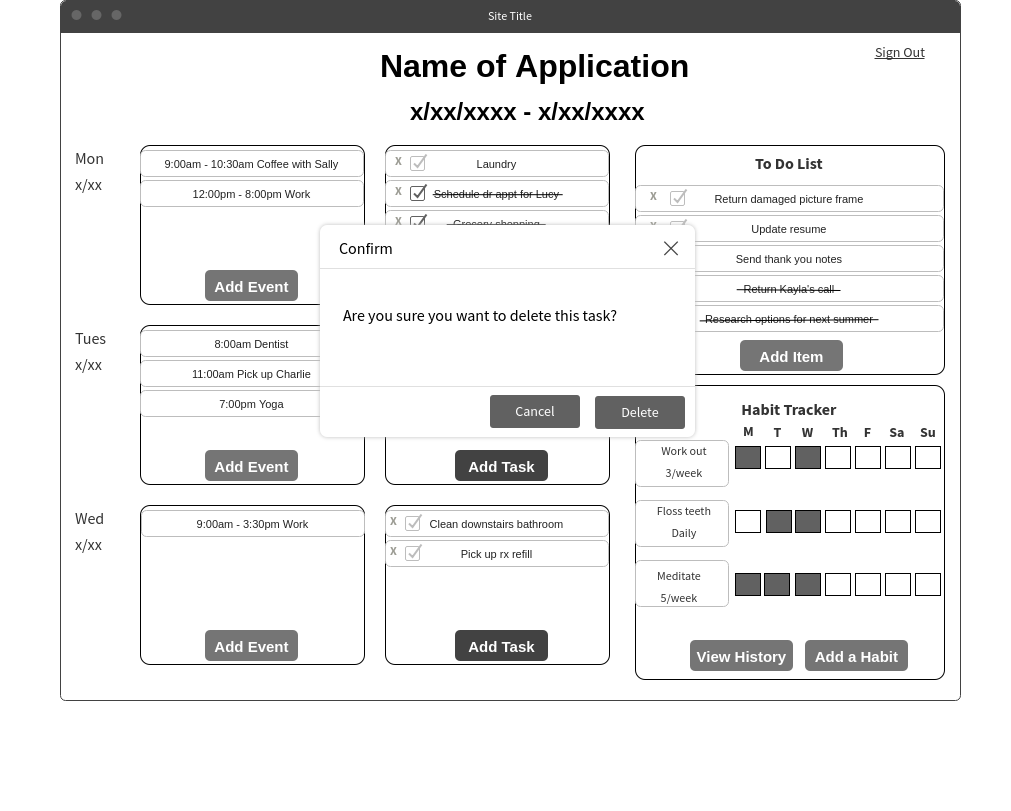 Site Title
Sign Out
Name of Application
x/xx/xxxx - x/xx/xxxx
Mon
x/xx
9:00am - 10:30am Coffee with Sally
12:00pm - 8:00pm Work
Add Event
X Laundry
X Schedule dr appt for Lucy
X Grocery shopping
To Do List
X Return damaged picture frame
X Update resume
Send thank you notes
Return Kayla's call
Research options for next summer
Add Item
Confirm
Are you sure you want to delete this task?
Cancel
Delete
Tues
x/xx
8:00am Dentist
11:00am Pick up Charlie
7:00pm Yoga
Add Event
Add Task
Habit Tracker
M T W Th F Sa Su
Work out
3/week
Floss teeth
Daily
Meditate
5/week
View History
Add a Habit
Wed
x/xx
9:00am - 3:30pm Work
Add Event
X Clean downstairs bathroom
X Pick up rx refill
Add Task